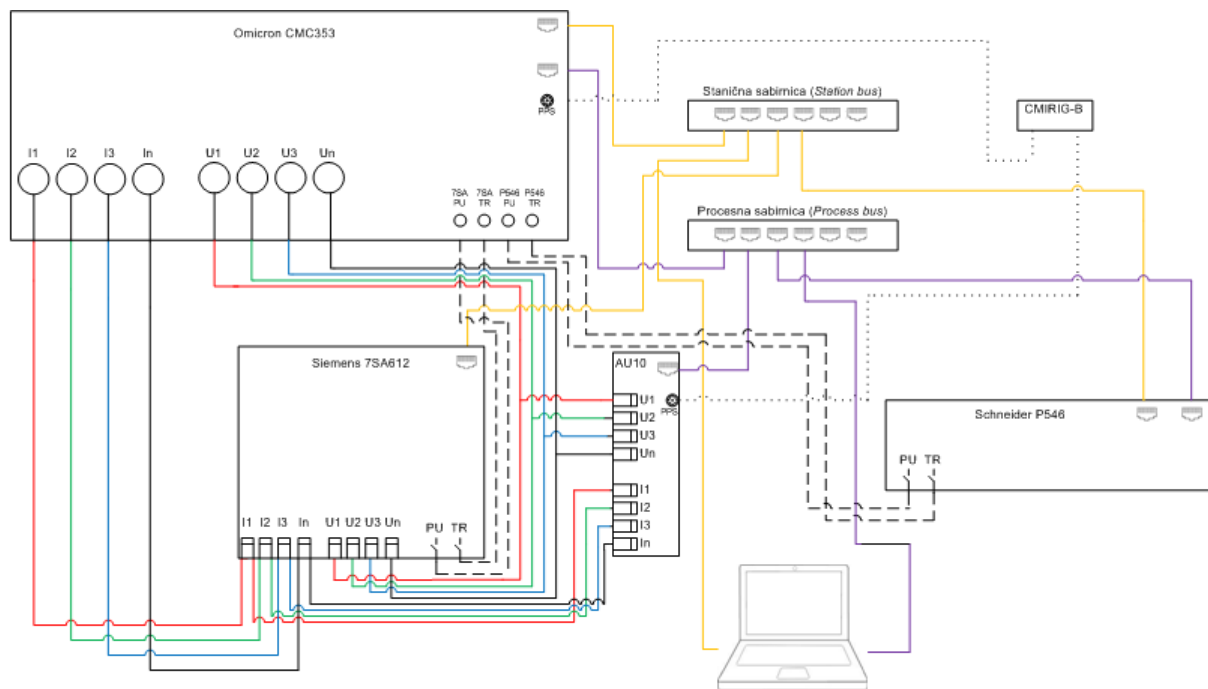 Omicron CMC353
PPS
I1 I2 I3 In U1 U2 U3 Un
7SA PU
7SA TR
P546 PU
P546 TR
Stanična sabirnica (Station bus)
CMIRIG-B
Procesna sabirnica (Process bus)
Siemens 7SA612
I1 I2 I3 In U1 U2 U3 Un PU TR
AU10
U1
PPS
U2
U3
Un
I1
I2
I3
In
Schneider P546
PU TR